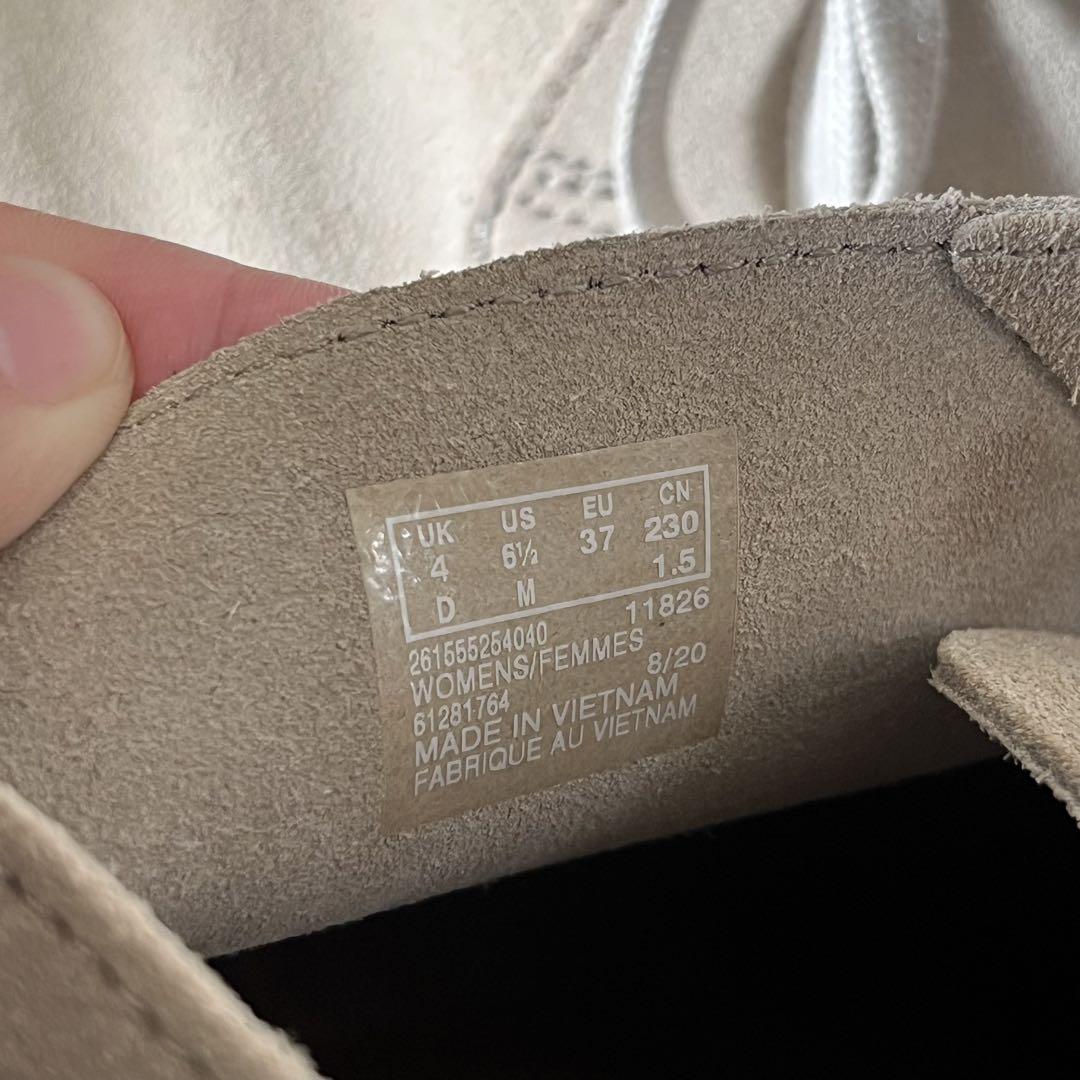 UK US EU CN
4 6½ 37 230
D M 1.5
261555254040 11826
WOMENS/FEMMES
61281764 8/20
MADE IN VIETNAM
FABRIQUE AU VIETNAM